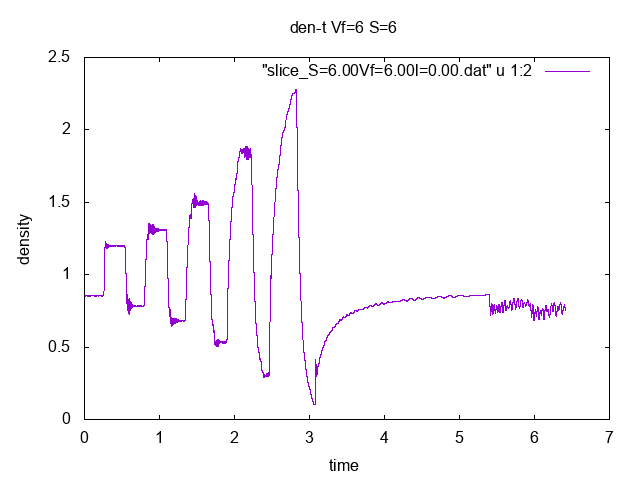 den-t Vf=6 S=6
"slice_S=6.00Vf=6.00I=0.00.dat" u 1:2
2.5
2
1.5
1
0.5
0
density
0 1 2 3 4 5 6 7
time